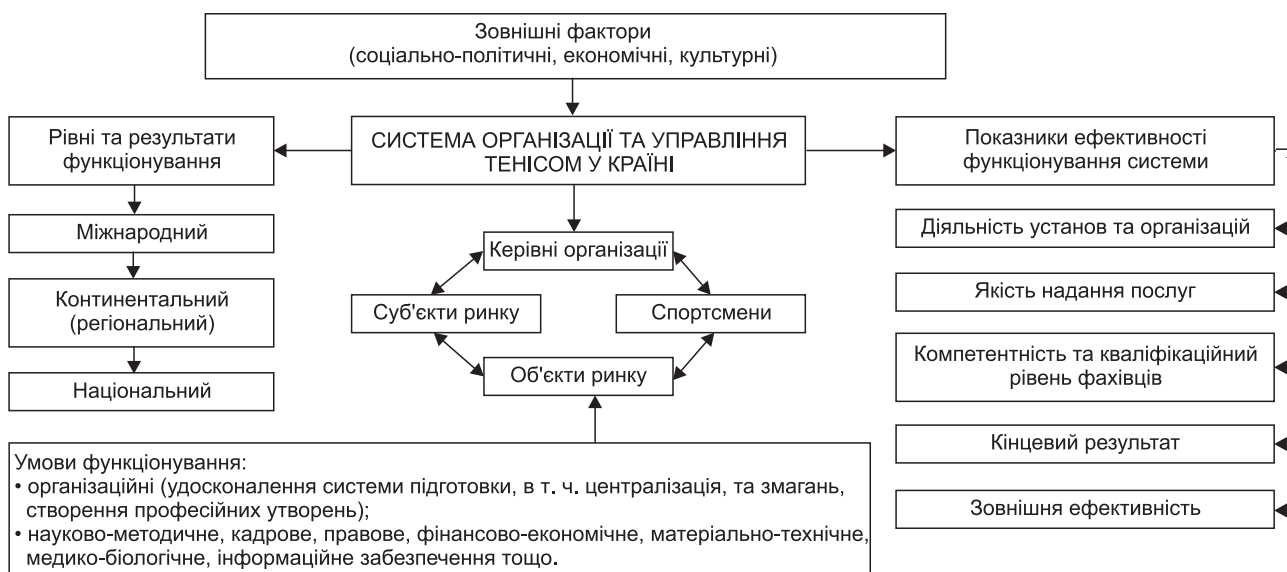 Зовнішні фактори
(соціально-політичні, економічні, культурні)
Рівні та результати
функціонування
СИСТЕМА ОРГАНІЗАЦІЇ ТА УПРАВЛІННЯ
ТЕНІСОМ У КРАЇНІ
Показники ефективності
функціонування системи
Міжнародний
Континентальний
(регіональний)
Національний
Керівні організації
Суб'єкти ринку
Спортсмени
Об'єкти ринку
Діяльність установ та організацій
Якість надання послуг
Компетентність та кваліфікаційний
рівень фахівців
Кінцевий результат
Зовнішня ефективність
Умови функціонування:
• організаційні (удосконалення системи підготовки, в т. ч. централізація, та змагань,
створення професійних утворень);
• науково-методичне, кадрове, правове, фінансово-економічне, матеріально-технічне,
медико-біологічне, інформаційне забезпечення тощо.